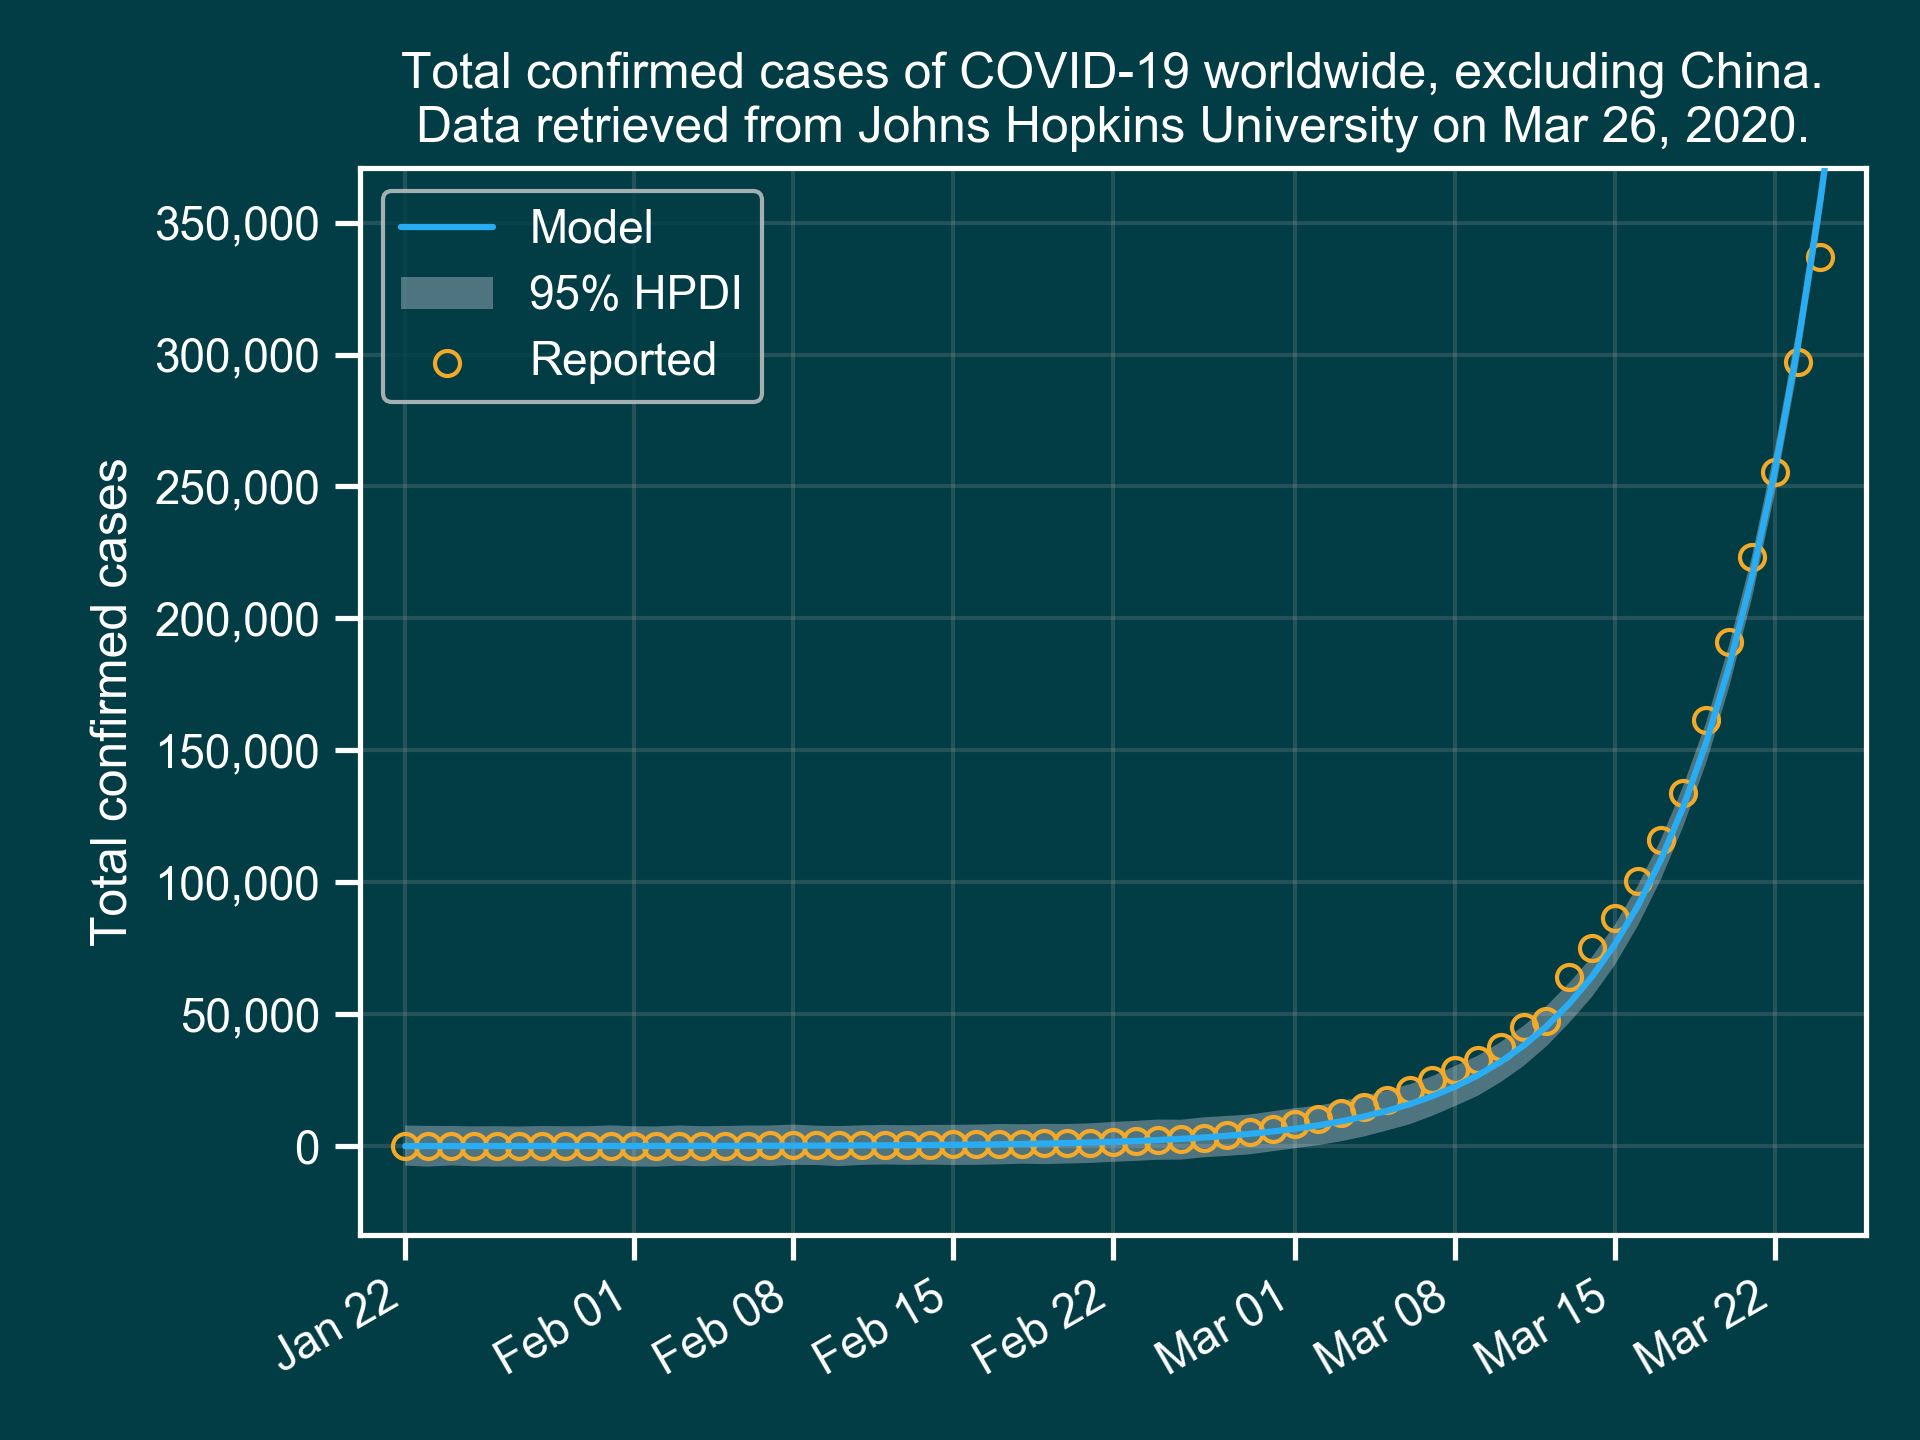 Total confirmed cases of COVID-19 worldwide, excluding China.
Data retrieved from Johns Hopkins University on Mar 26, 2020.
Model
95% HPDI
Reported
Total confirmed cases
350,000
300,000
250,000
200,000
150,000
100,000
50,000
0
Jan 22
Feb 01
Feb 08
Feb 15
Feb 22
Mar 01
Mar 08
Mar 15
Mar 22